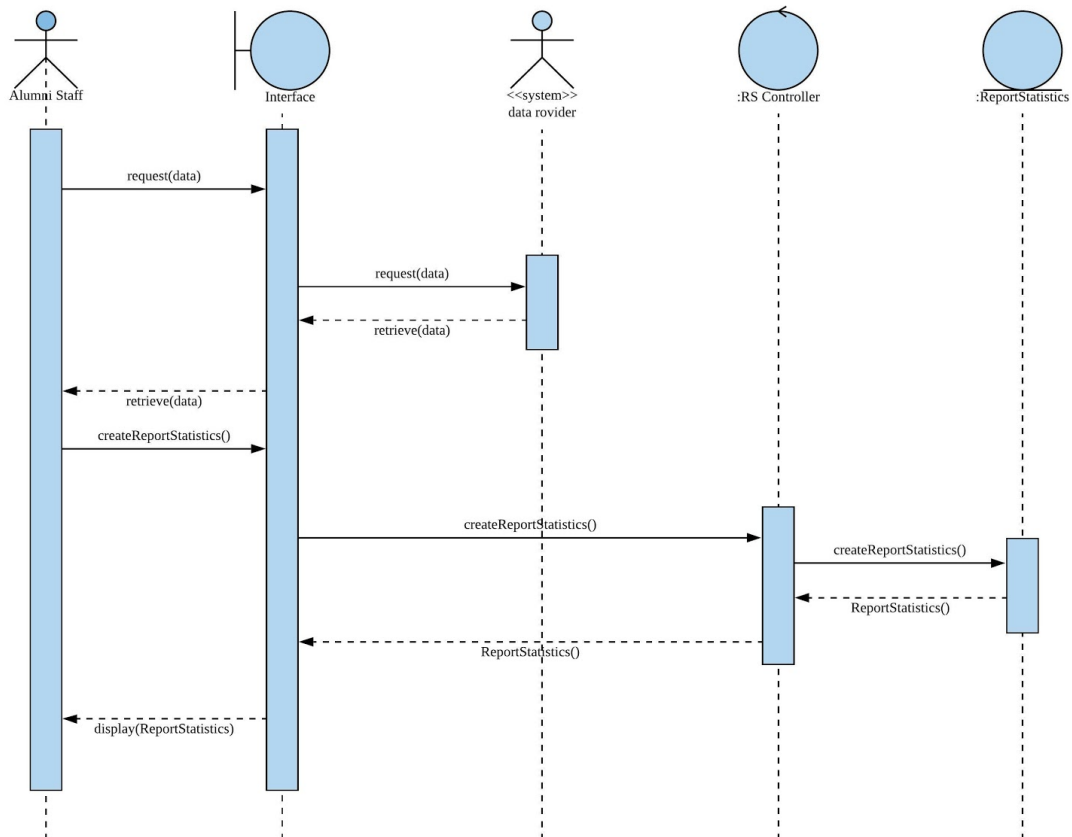 Alumni Staff
Interface
<<system>>
data rovider
:RS Controller
:ReportStatistics
request(data)
request(data)
retrieve(data)
retrieve(data)
createReportStatistics()
createReportStatistics()
createReportStatistics()
ReportStatistics()
ReportStatistics()
display(ReportStatistics)